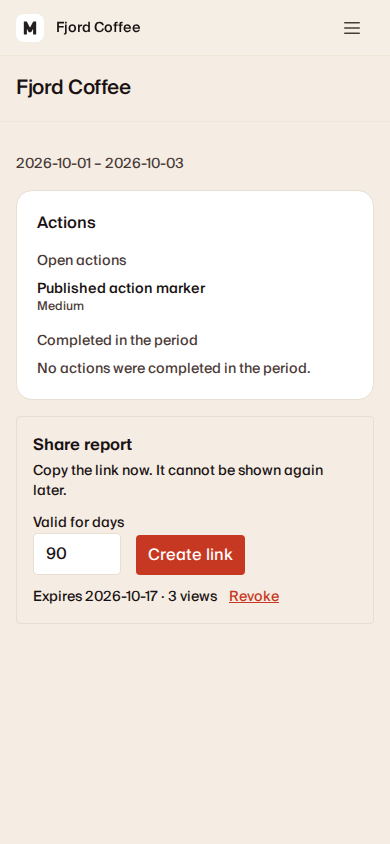 M Fjord Coffee
Fjord Coffee
2026-10-01 – 2026-10-03
Actions
Open actions
Published action marker
Medium
Completed in the period
No actions were completed in the period.
Share report
Copy the link now. It cannot be shown again
later.
Valid for days
90 Create link
Expires 2026-10-17 · 3 views Revoke